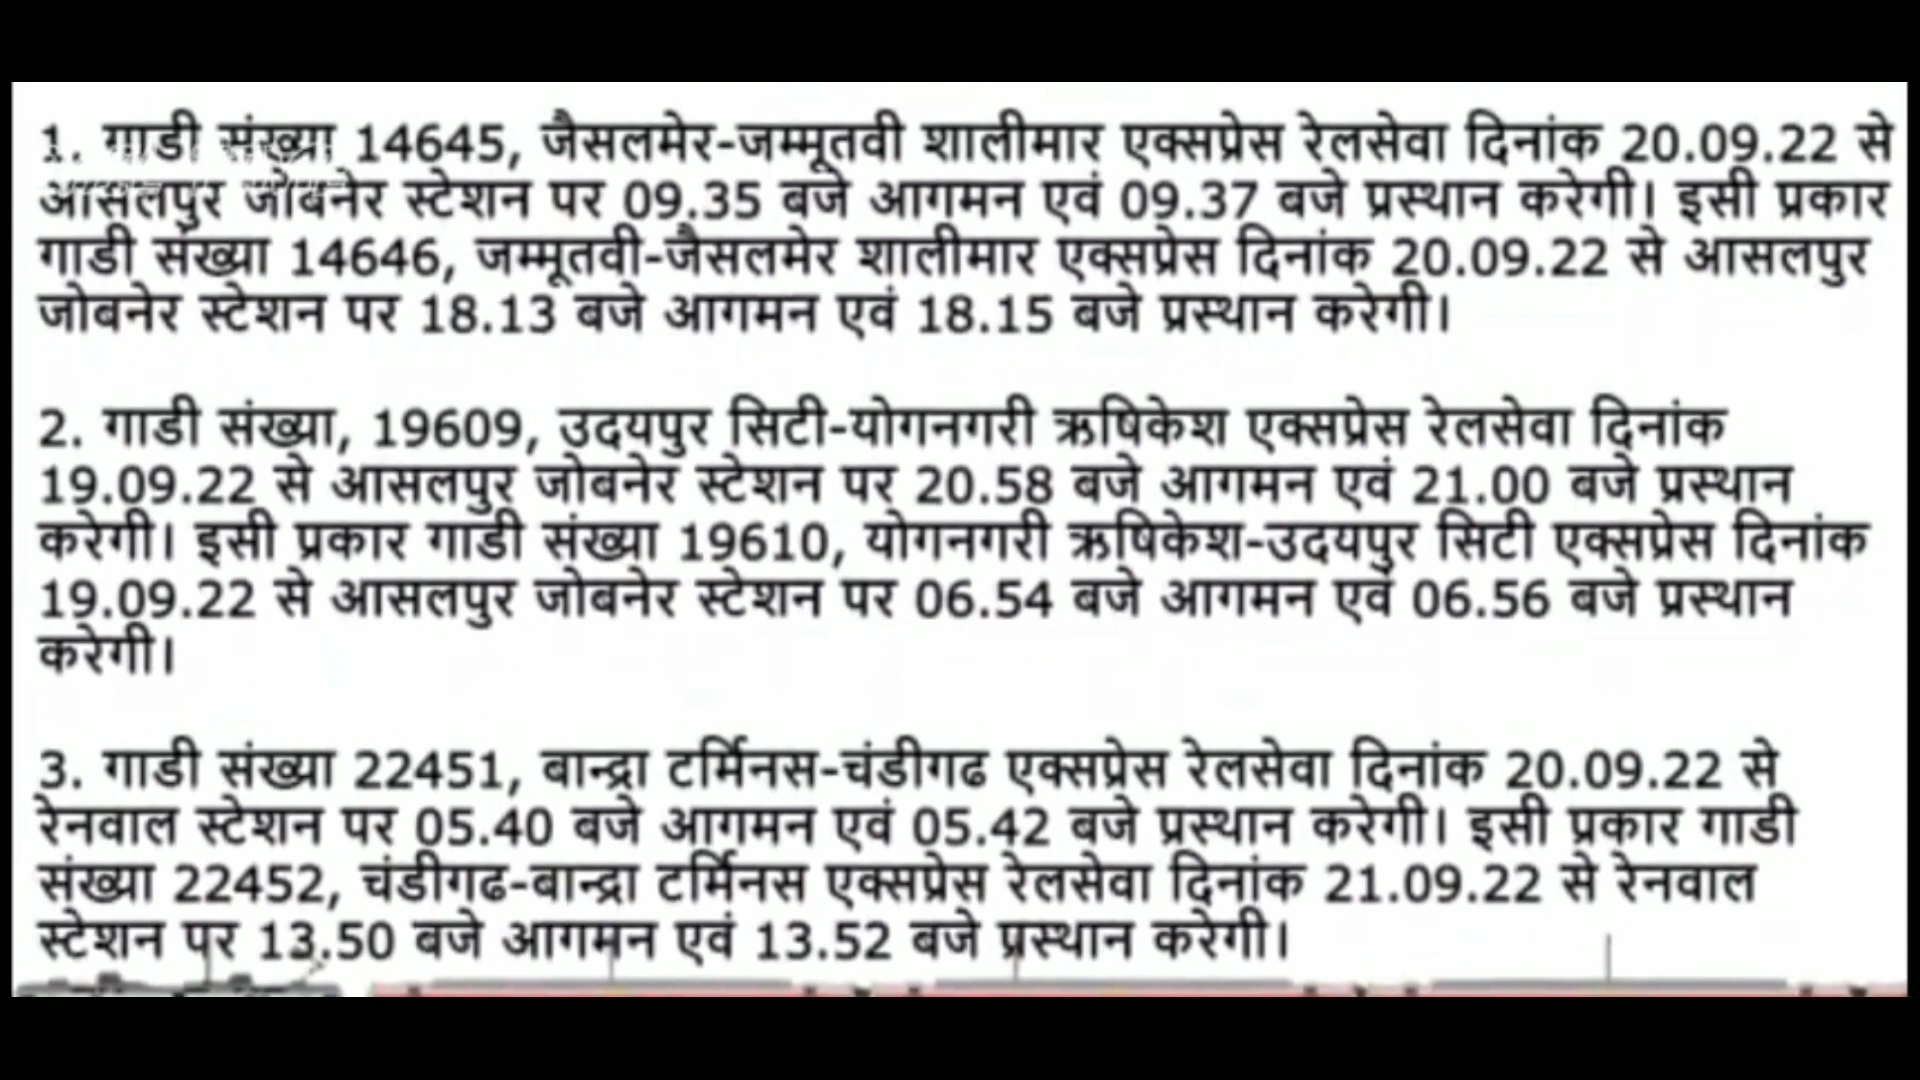 1. गाडी संख्या 14645, जैसलमेर-जम्मूतवी शालीमार एक्सप्रेस रेलसेवा दिनांक 20.09.22 से
आसलपुर जोबनेर स्टेशन पर 09.35 बजे आगमन एवं 09.37 बजे प्रस्थान करेगी। इसी प्रकार
गाडी संख्या 14646, जम्मूतवी-जैसलमेर शालीमार एक्सप्रेस दिनांक 20.09.22 से आसलपुर
जोबनेर स्टेशन पर 18.13 बजे आगमन एवं 18.15 बजे प्रस्थान करेगी।
2. गाडी संख्या, 19609, उदयपुर सिटी-योगनगरी ऋषिकेश एक्सप्रेस रेलसेवा दिनांक
19.09.22 से आसलपुर जोबनेर स्टेशन पर 20.58 बजे आगमन एवं 21.00 बजे प्रस्थान
करेगी। इसी प्रकार गाडी संख्या 19610, योगनगरी ऋषिकेश-उदयपुर सिटी एक्सप्रेस दिनांक
19.09.22 से आसलपुर जोबनेर स्टेशन पर 06.54 बजे आगमन एवं 06.56 बजे प्रस्थान
करेगी।
3. गाडी संख्या 22451, बान्द्रा टर्मिनस-चंडीगढ एक्सप्रेस रेलसेवा दिनांक 20.09.22 से
रेनवाल स्टेशन पर 05.40 बजे आगमन एवं 05.42 बजे प्रस्थान करेगी। इसी प्रकार गाडी
संख्या 22452, चंडीगढ-बान्द्रा टर्मिनस एक्सप्रेस रेलसेवा दिनांक 21.09.22 से रेनवाल
स्टेशन पर 13.50 बजे आगमन एवं 13.52 बजे प्रस्थान करेगी।